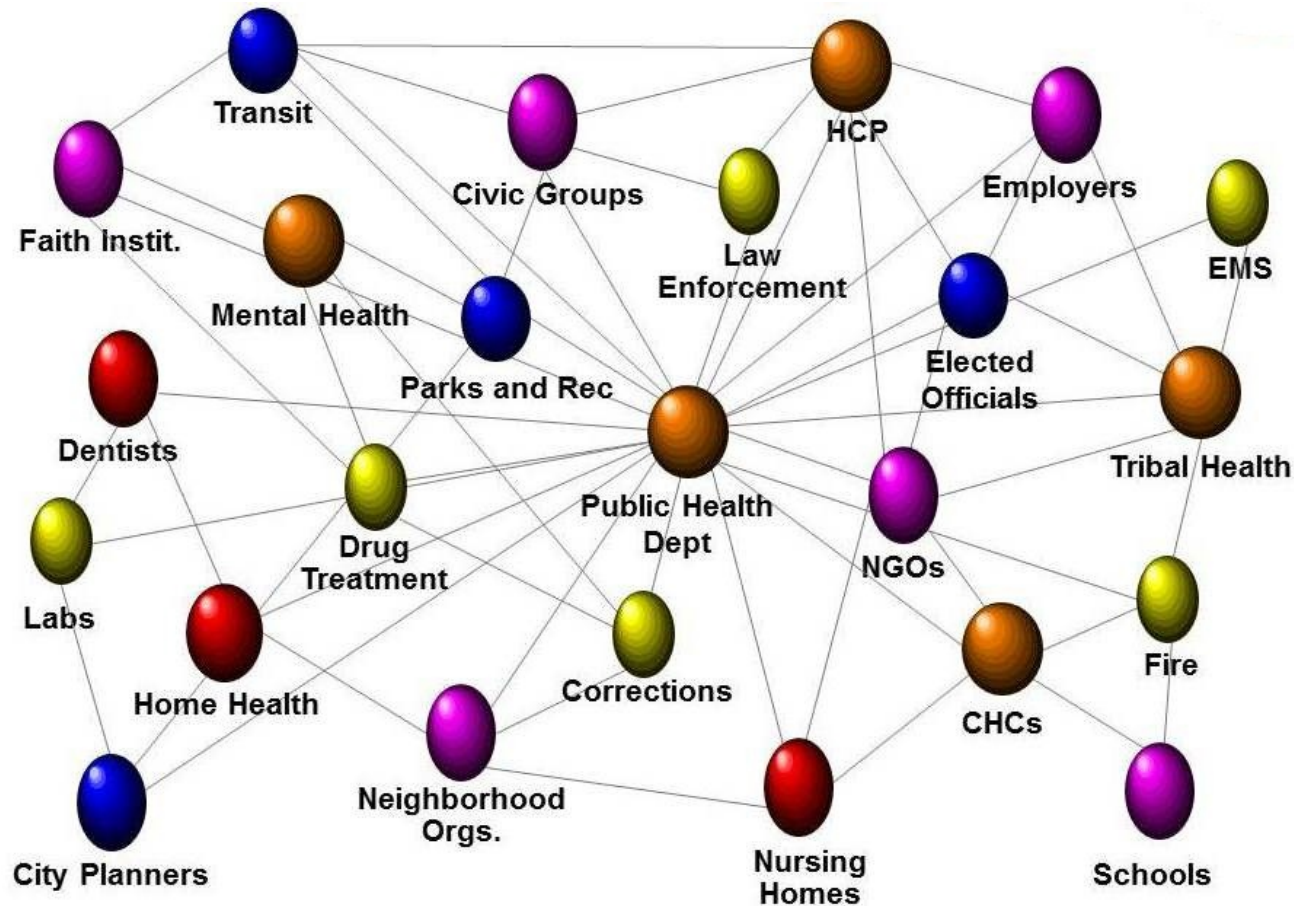 Transit
HCP
Civic Groups
Employers
Faith Instit.
Law
Enforcement
EMS
Mental Health
Parks and Rec
Elected
Officials
Dentists
Tribal Health
Public Health
Dept
Drug
Treatment
NGOs
Labs
Fire
Home Health
Corrections
CHCs
Neighborhood
Orgs.
City Planners
Nursing
Homes
Schools